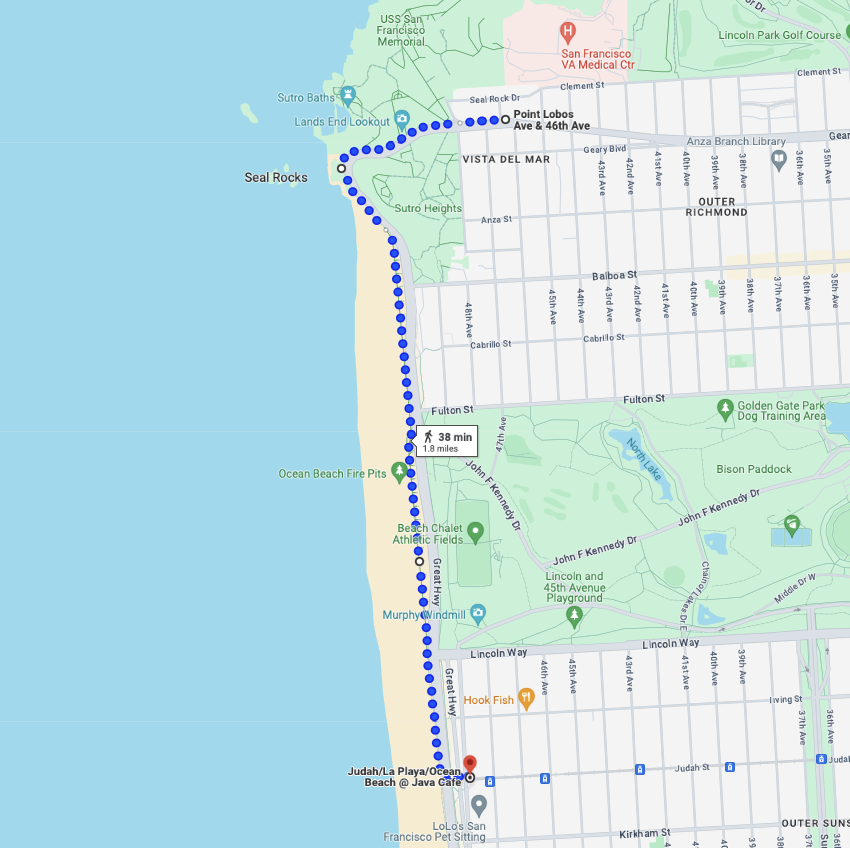 or Dr
USS San
Francisco
Memorial
Lincoln Park Golf Course
San Francisco
VA Medical Ctr
Clement St
Clement St
Sutro Baths
Seal Rock Dr
Lands End Lookout
Point Lobos
Ave & 46th Ave
Anza Branch Library
Gear
Geary Blvd
VISTA DEL MAR
Seal Rocks
43rd Ave
42nd Ave
41st Ave
40th Ave
39th Ave
38th Ave
36th Ave
35th Ave
Sutro Heights
OUTER
RICHMOND
Anza St
Balboa St
48th Ave
45th Ave
44th Ave
43rd Ave
42nd Ave
41st Ave
40th Ave
39th Ave
38th Ave
37th Ave
36th Ave
35th Ave
Cabrillo St
Cabrillo St
Fulton St
Fulton St
Golden Gate Park
Dog Training Area
47th Ave
38 min
1.8 miles
North Lake
Bison Paddock
Ocean Beach Fire Pits
John F Kennedy Dr
John F Kennedy Dr
Beach Chalet
Athletic Fields
John F Kennedy Dr
Great Hwy
Lincoln and
45th Avenue
Playground
Chain of Lakes Dr E
Middle Dr W
Murphy Windmill
Lincoln Way
Lincoln Way
46th Ave
45th Ave
43rd Ave
41st Ave
40th Ave
39th Ave
Great Hwy
Hook Fish
Irving St
37th Ave
36th Ave
Judah/La Playa/Ocean
Beach @ Java Cafe
Judah St
Judah
LoLo's San
Francisco Pet Sitting
OUTER SUNS
Kirkham St